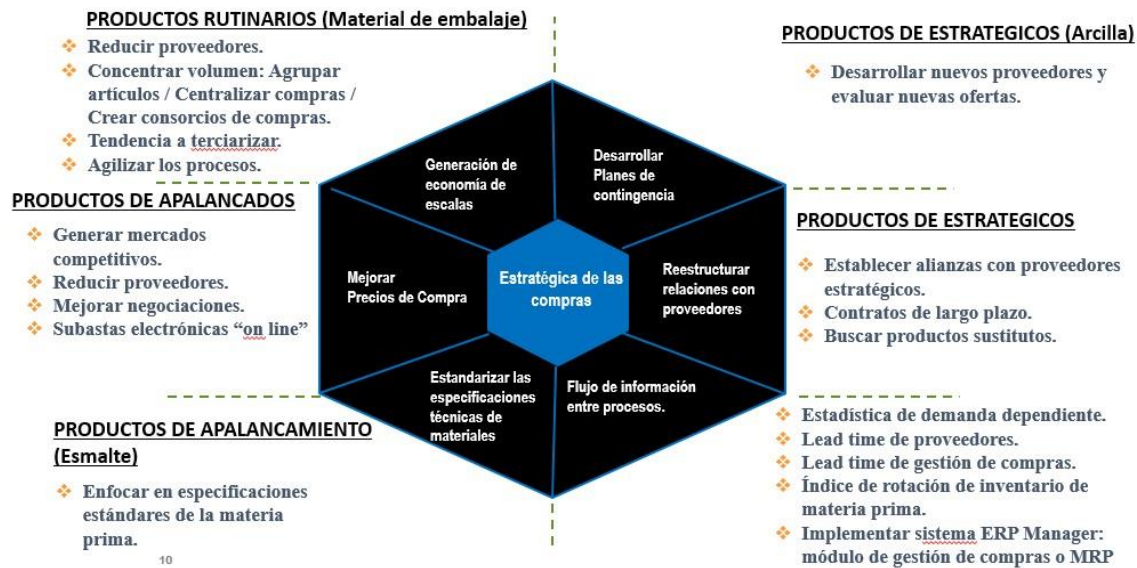 PRODUCTOS RUTINARIOS (Material de embalaje)
Reducir proveedores.
Concentrar volumen: Agrupar
artículos / Centralizar compras /
Crear consorcios de compras.
Tendencia a terciarizar.
Agilizar los procesos.
PRODUCTOS DE ESTRATEGICOS (Arcilla)
Desarrollar nuevos proveedores y
evaluar nuevas ofertas.
Generación de
economía de
escalas
Desarrollar
Planes de
contingencia
PRODUCTOS DE APALANCADOS
Generar mercados
competitivos.
Reducir proveedores.
Mejorar negociaciones.
Subastas electrónicas “on line”
Mejorar
Precios de Compra
Estratégica de las
compras
Reestructurar
relaciones con
proveedores
PRODUCTOS DE ESTRATEGICOS
Establecer alianzas con proveedores
estratégicos.
Contratos de largo plazo.
Buscar productos sustitutos.
Estandarizar las
especificaciones
técnicas de
materiales
Flujo de información
entre procesos.
PRODUCTOS DE APALANCAMIENTO
(Esmalte)
Enfocar en especificaciones
estándares de la materia
prima.
Estadística de demanda dependiente.
Lead time de proveedores.
Lead time de gestión de compras.
Índice de rotación de inventario de
materia prima.
Implementar sistema ERP Manager:
módulo de gestión de compras o MRP
10